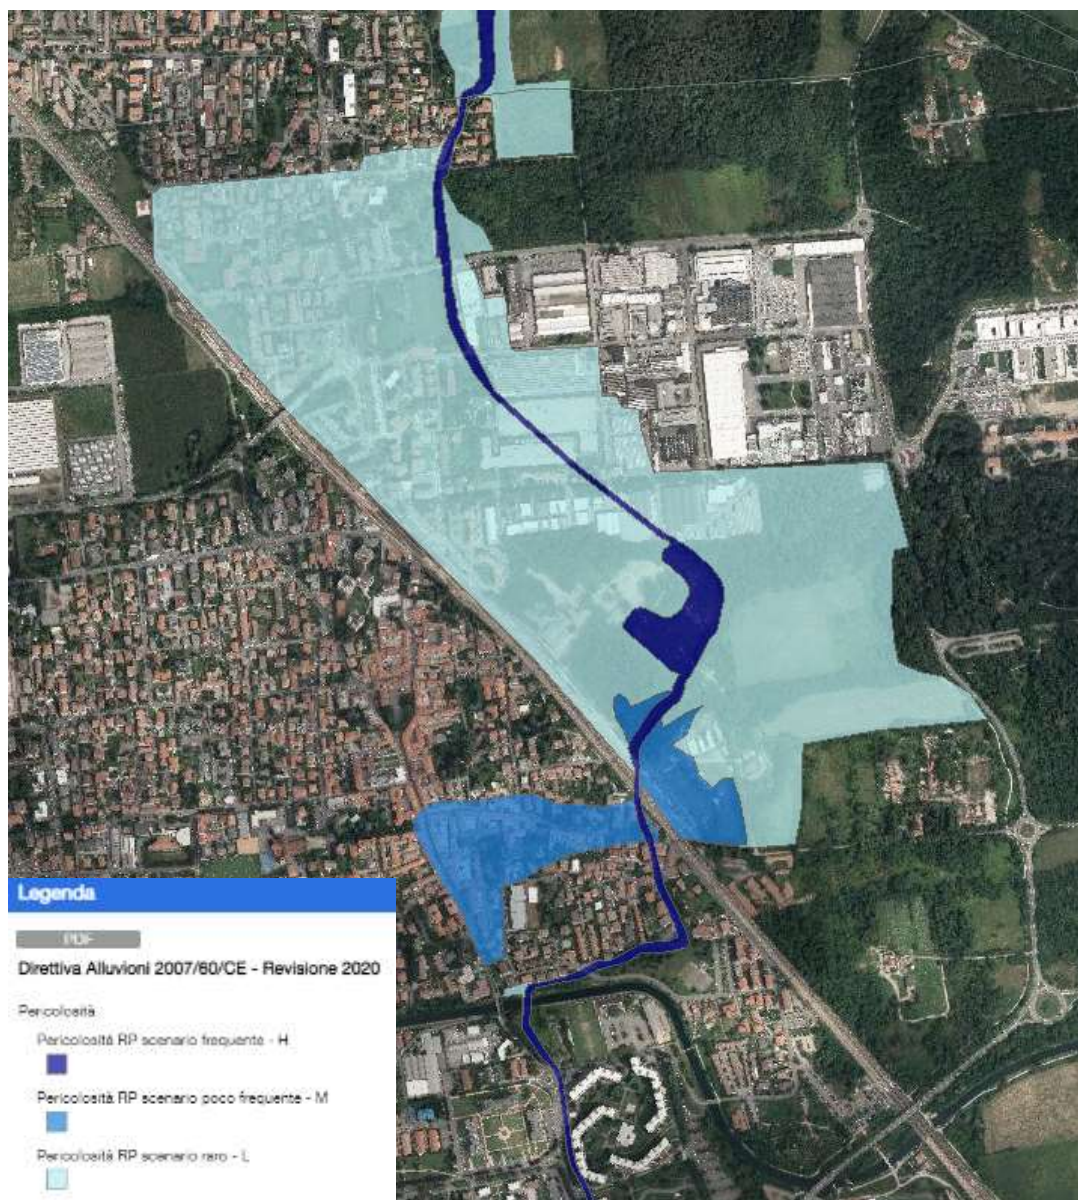 Legenda
PDF
Direttiva Alluvioni 2007/60/CE - Revisione 2020
Pericolosità
Pericolosità RP scenario frequente - H
Pericolosità RP scenario poco frequente - M
Pericolosità RP scenario raro - L